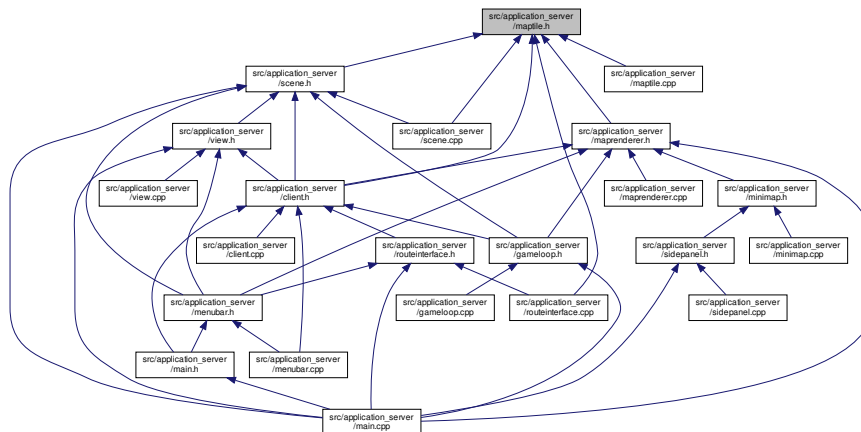 src/application_server
/maptile.h
src/application_server
/scene.h
src/application_server
/maptile.cpp
src/application_server
/view.h
src/application_server
/scene.cpp
src/application_server
/maprenderer.h
src/application_server
/view.cpp
src/application_server
/client.h
src/application_server
/maprenderer.cpp
src/application_server
/minimap.h
src/application_server
/client.cpp
src/application_server
/routeinterface.h
src/application_server
/gameloop.h
src/application_server
/sidepanel.h
src/application_server
/minimap.cpp
src/application_server
/menubar.h
src/application_server
/gameloop.cpp
src/application_server
/routeinterface.cpp
src/application_server
/sidepanel.cpp
src/application_server
/main.h
src/application_server
/menubar.cpp
src/application_server
/main.cpp